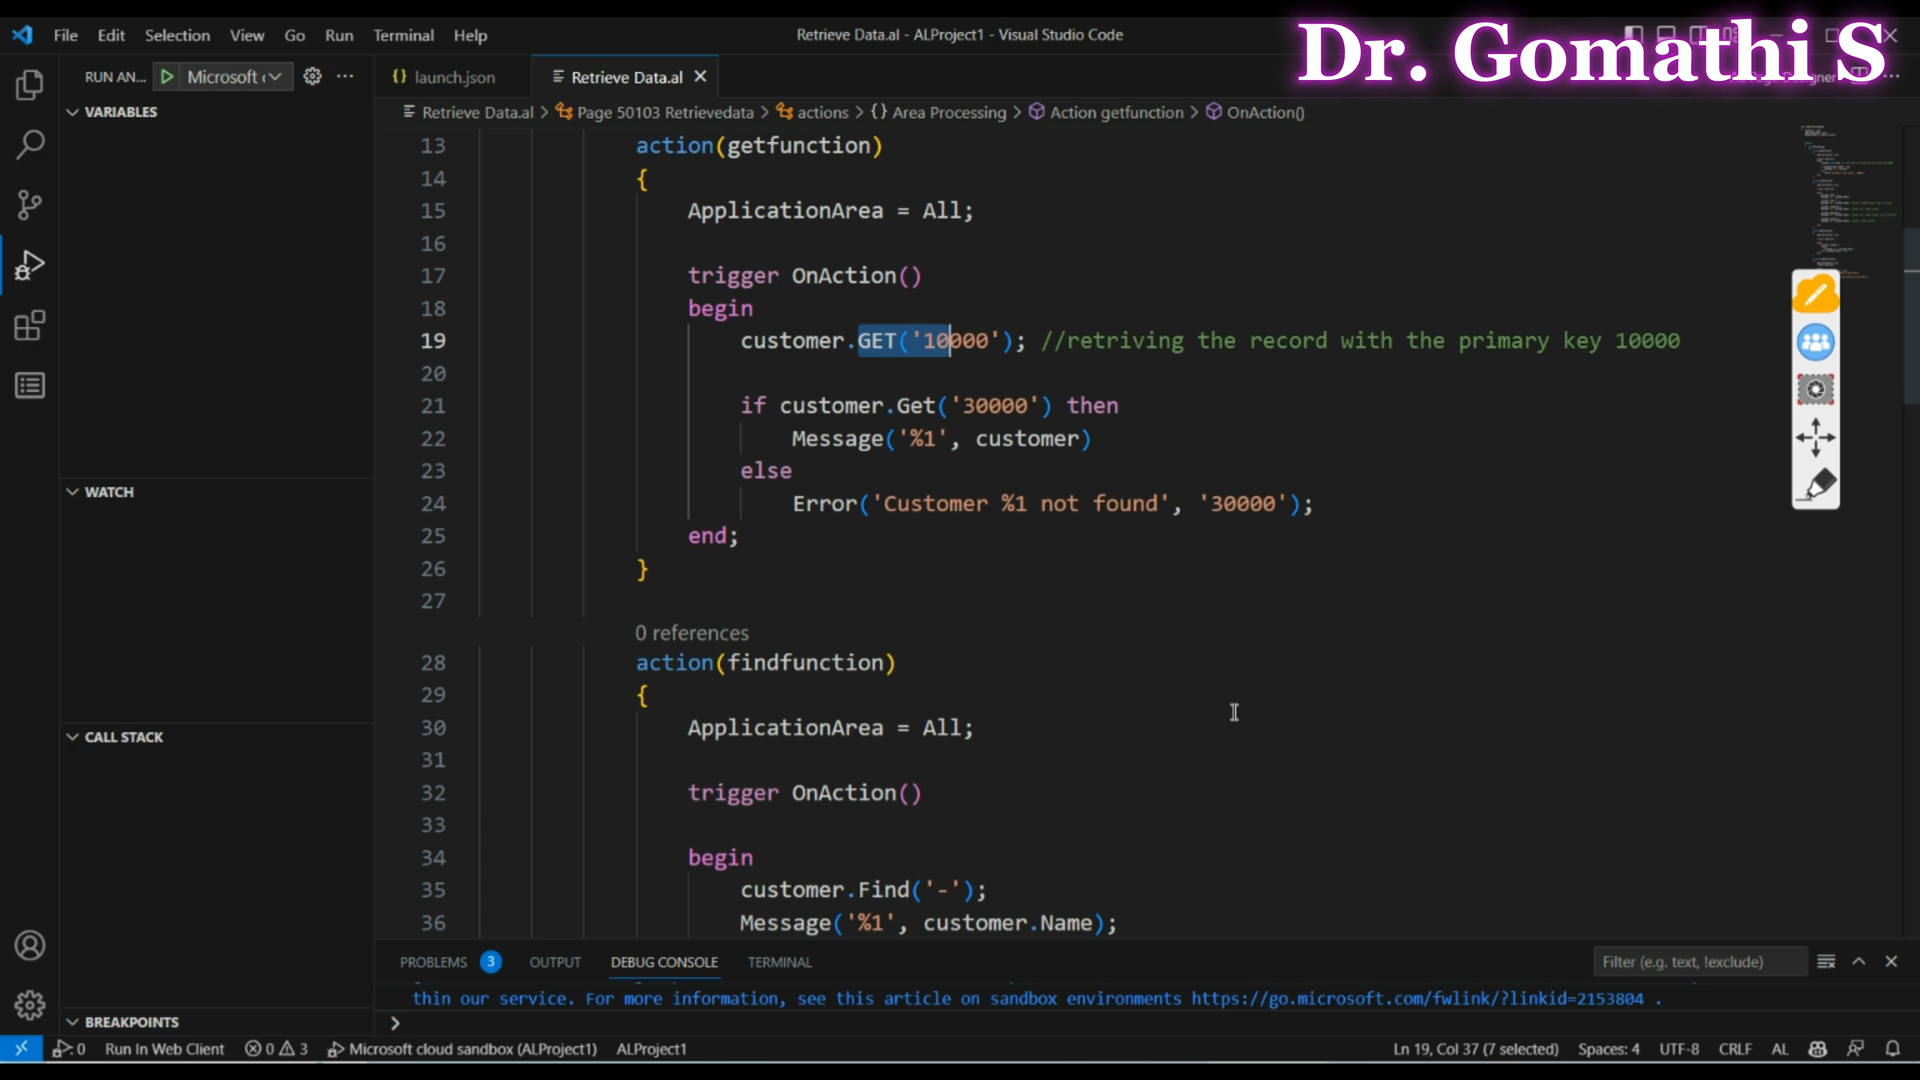 File Edit Selection View Go Run Terminal Help
Retrieve Data.al - ALProject1 - Visual Studio Code
Dr. Gomathi S
RUN AN... Microsoft
launch.json
Retrieve Data.al
Retrieve Data.al > Page 50103 Retrievedata > actions > {} Area Processing > Action getfunction > OnAction()
VARIABLES
WATCH
CALL STACK
BREAKPOINTS
13 action(getfunction)
14 {
15 ApplicationArea = All;
16
17 trigger OnAction()
18 begin
19 customer.GET('10000'); //retriving the record with the primary key 10000
20
21 if customer.Get('30000') then
22 Message('%1', customer)
23 else
24 Error('Customer %1 not found', '30000');
25 end;
26 }
27
0 references
28 action(findfunction)
29 {
30 ApplicationArea = All;
31
32 trigger OnAction()
33
34 begin
35 customer.Find('-');
36 Message('%1', customer.Name);
PROBLEMS 3 OUTPUT DEBUG CONSOLE TERMINAL
Filter (e.g. text, !exclude)
thin our service. For more information, see this article on sandbox environments https://go.microsoft.com/fwlink/?linkid=2153804 .
>
0 Run In Web Client 0 3 Microsoft cloud sandbox (ALProject1) ALProject1
Ln 19, Col 37 (7 selected) Spaces: 4 UTF-8 CRLF AL